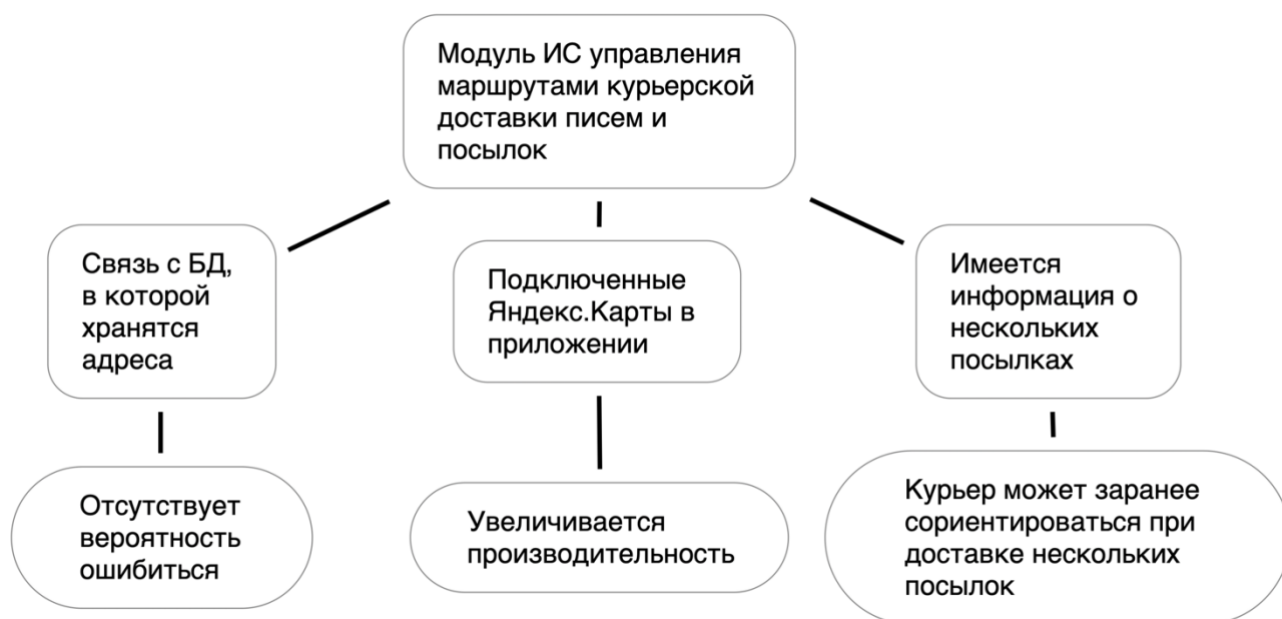 Модуль ИС управления
маршрутами курьерской
доставки писем и
посылок
Связь с БД,
в которой
хранятся
адреса
Подключенные
Яндекс.Карты в
приложении
Имеется
информация о
нескольких
посылках
Отсутствует
вероятность
ошибиться
Увеличивается
производительность
Курьер может заранее
сориентироваться при
доставке нескольких
посылок